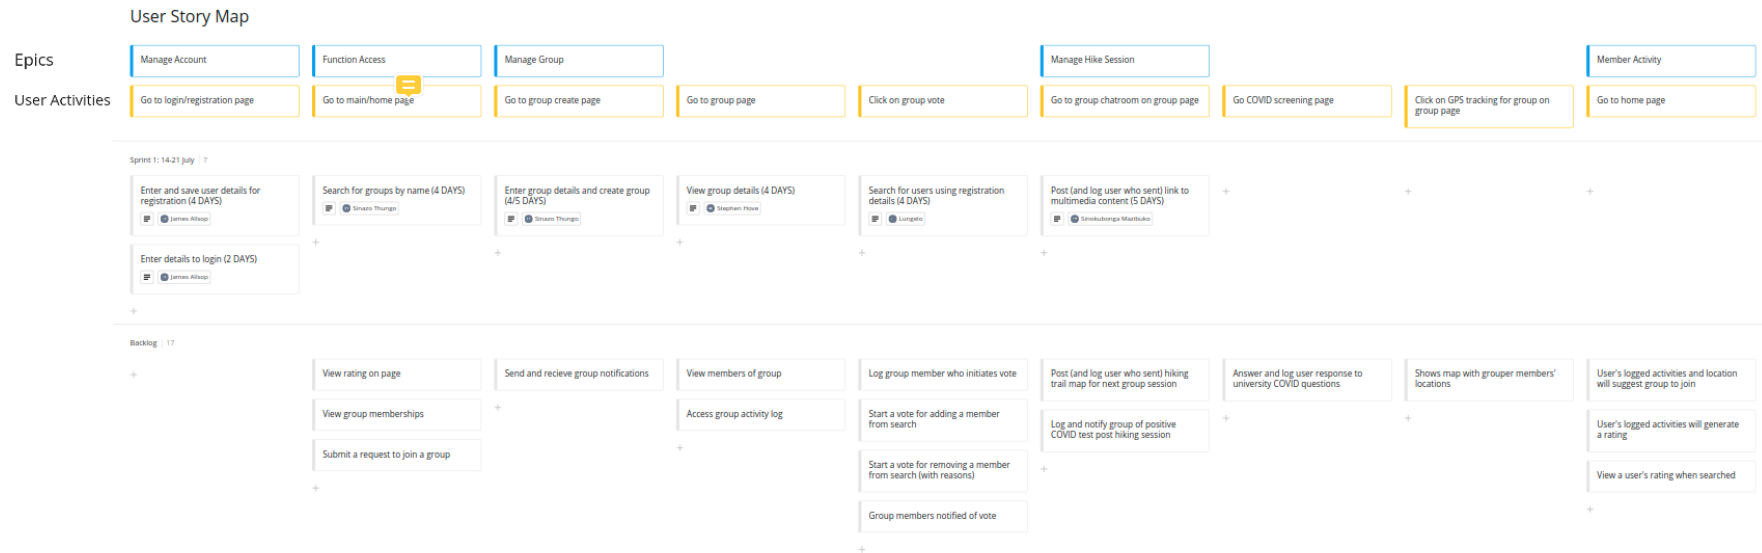 User Story Map
Epics
Manage Account
Function Access
Manage Group
Manage Hike Session
Member Activity
User Activities
Go to login/registration page
Go to main/home page
Go to group create page
Go to group page
Click on group vote
Go to group chatroom on group page
Go COVID screening page
Click on GPS tracking for group on
group page
Go to home page
Sprint 1: 14-21 July | 7
Enter and save user details for
registration (4 DAYS)
James Allsop
Search for groups by name (4 DAYS)
Sinazo Thungo
Enter group details and create group
(4/5 DAYS)
Sinazo Thungo
View group details (4 DAYS)
Stephen Hove
Search for users using registration
details (4 DAYS)
Lungelo
Post (and log user who sent) link to
multimedia content (5 DAYS)
Sinokubonga Mazibuko
Enter details to login (2 DAYS)
James Allsop
Backlog | 17
View rating on page
Send and recieve group notifications
View members of group
Log group member who initiates vote
Post (and log user who sent) hiking
trail map for next group session
Answer and log user response to
university COVID questions
Shows map with grouper members'
locations
User's logged activities and location
will suggest group to join
View group memberships
Access group activity log
Start a vote for adding a member
from search
Log and notify group of positive
COVID test post hiking session
User's logged activities will generate
a rating
Submit a request to join a group
Start a vote for removing a member
from search (with reasons)
View a user's rating when searched
Group members notified of vote